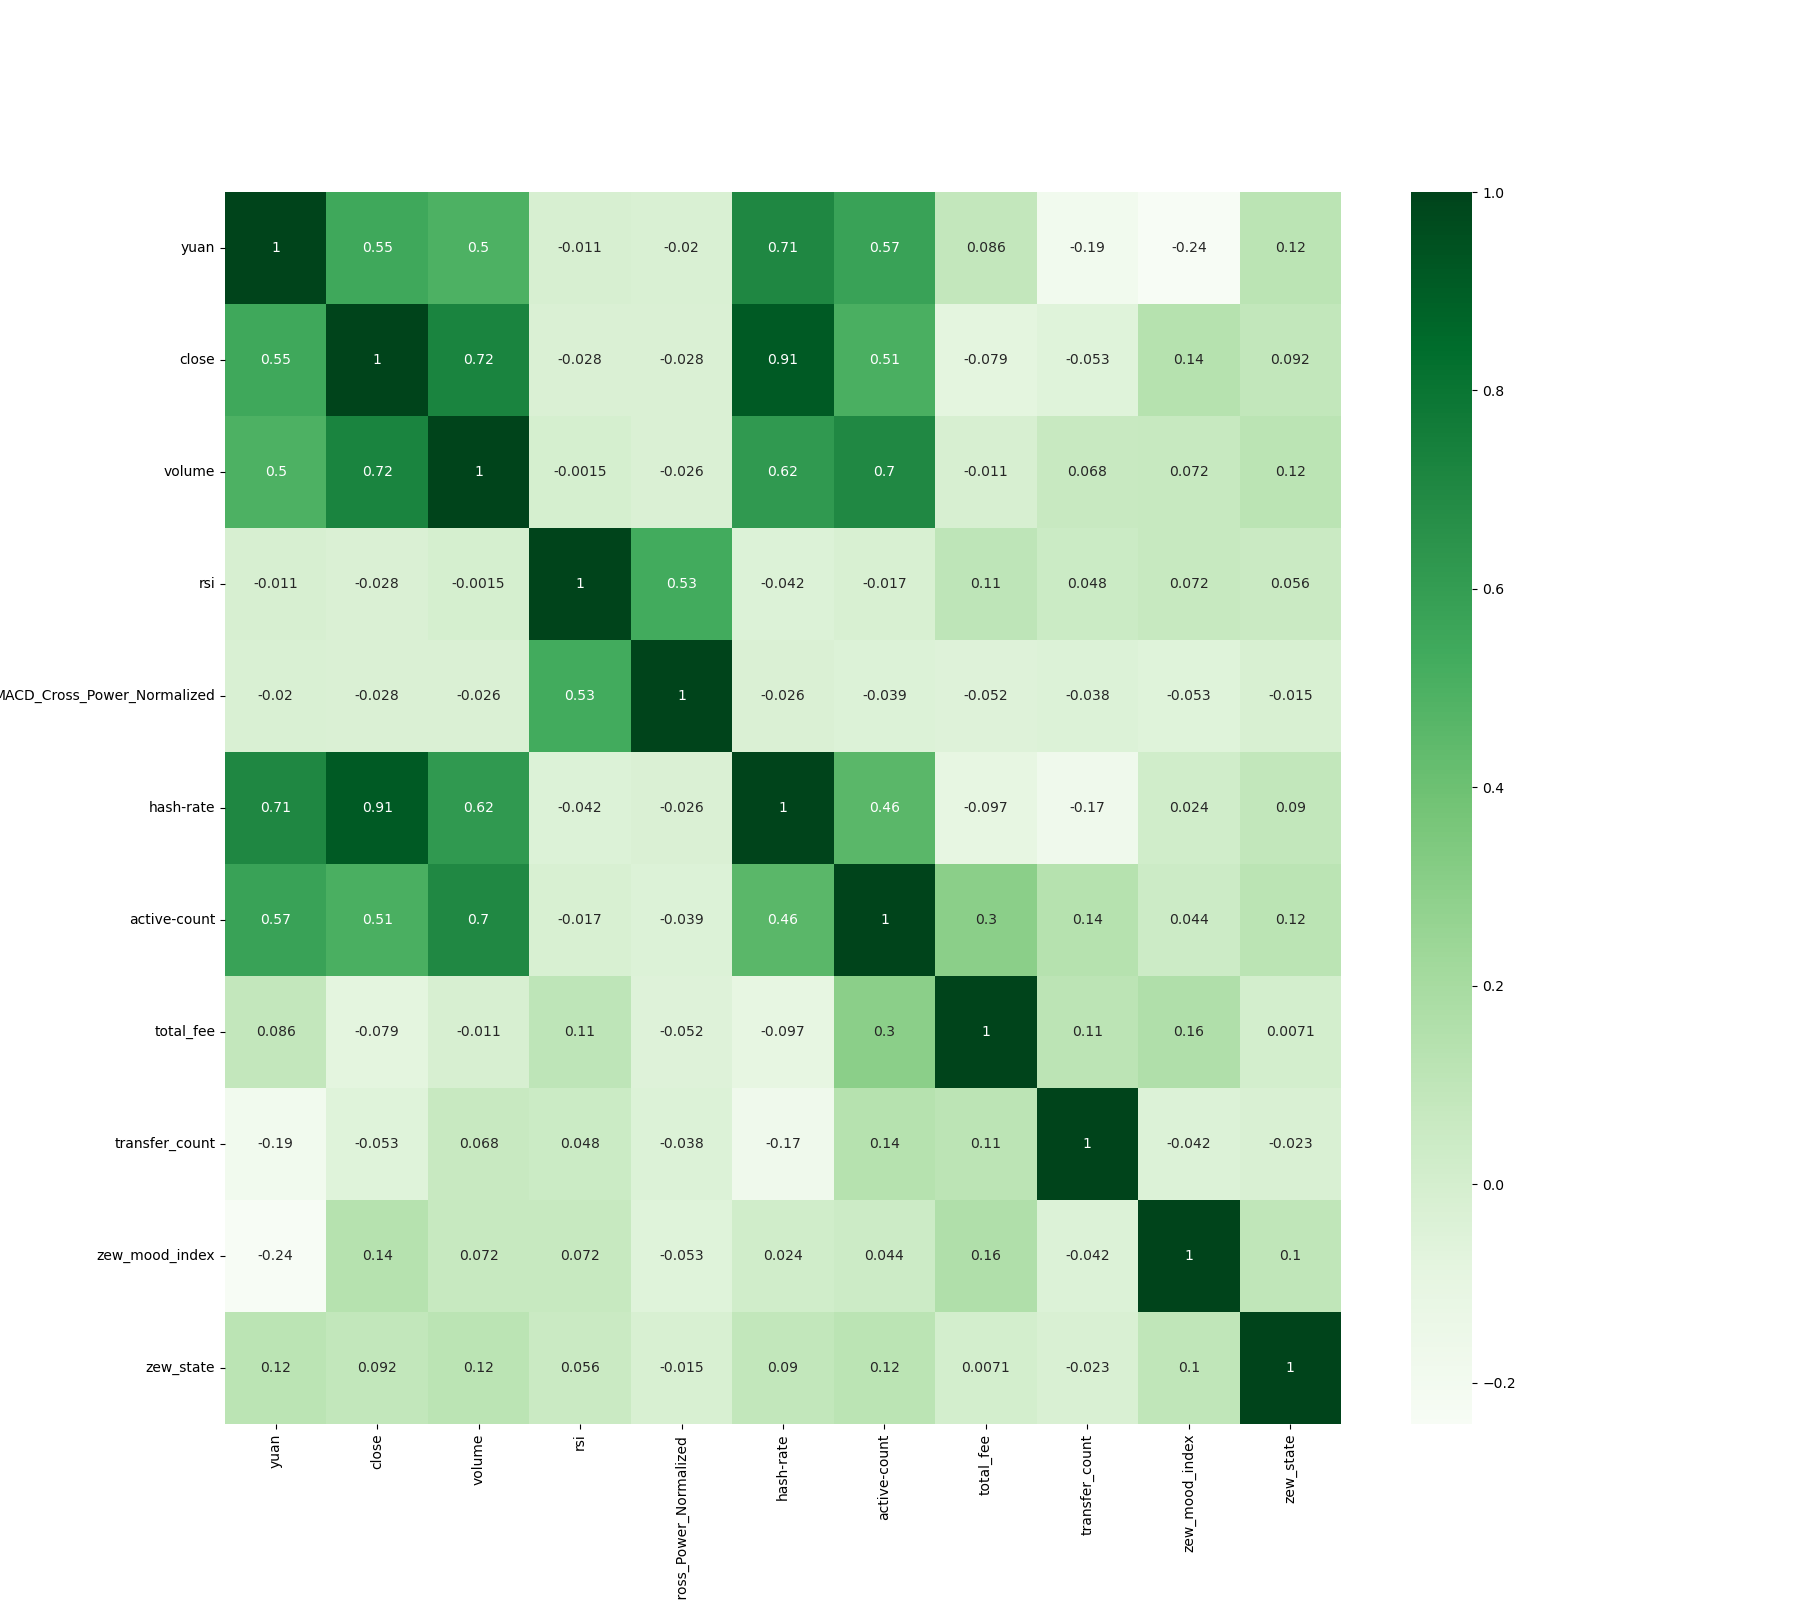 1.0
yuan 1 0.55 0.5 -0.011 -0.02 0.71 0.57 0.086 -0.19 -0.24 0.12
close 0.55 1 0.72 -0.028 -0.028 0.91 0.51 -0.079 -0.053 0.14 0.092
0.8
volume 0.5 0.72 1 -0.0015 -0.026 0.62 0.7 -0.011 0.068 0.072 0.12
rsi -0.011 -0.028 -0.0015 1 0.53 -0.042 -0.017 0.11 0.048 0.072 0.056
0.6
MACD_Cross_Power_Normalized -0.02 -0.028 -0.026 0.53 1 -0.026 -0.039 -0.052 -0.038 -0.053 -0.015
0.4
hash-rate 0.71 0.91 0.62 -0.042 -0.026 1 0.46 -0.097 -0.17 0.024 0.09
active-count 0.57 0.51 0.7 -0.017 -0.039 0.46 1 0.3 0.14 0.044 0.12
0.2
total_fee 0.086 -0.079 -0.011 0.11 -0.052 -0.097 0.3 1 0.11 0.16 0.0071
transfer_count -0.19 -0.053 0.068 0.048 -0.038 -0.17 0.14 0.11 1 -0.042 -0.023
0.0
zew_mood_index -0.24 0.14 0.072 0.072 -0.053 0.024 0.044 0.16 -0.042 1 0.1
zew_state 0.12 0.092 0.12 0.056 -0.015 0.09 0.12 0.0071 -0.023 0.1 1
−0.2
yuan
close
volume
rsi
ross_Power_Normalized
hash-rate
active-count
total_fee
transfer_count
zew_mood_index
zew_state